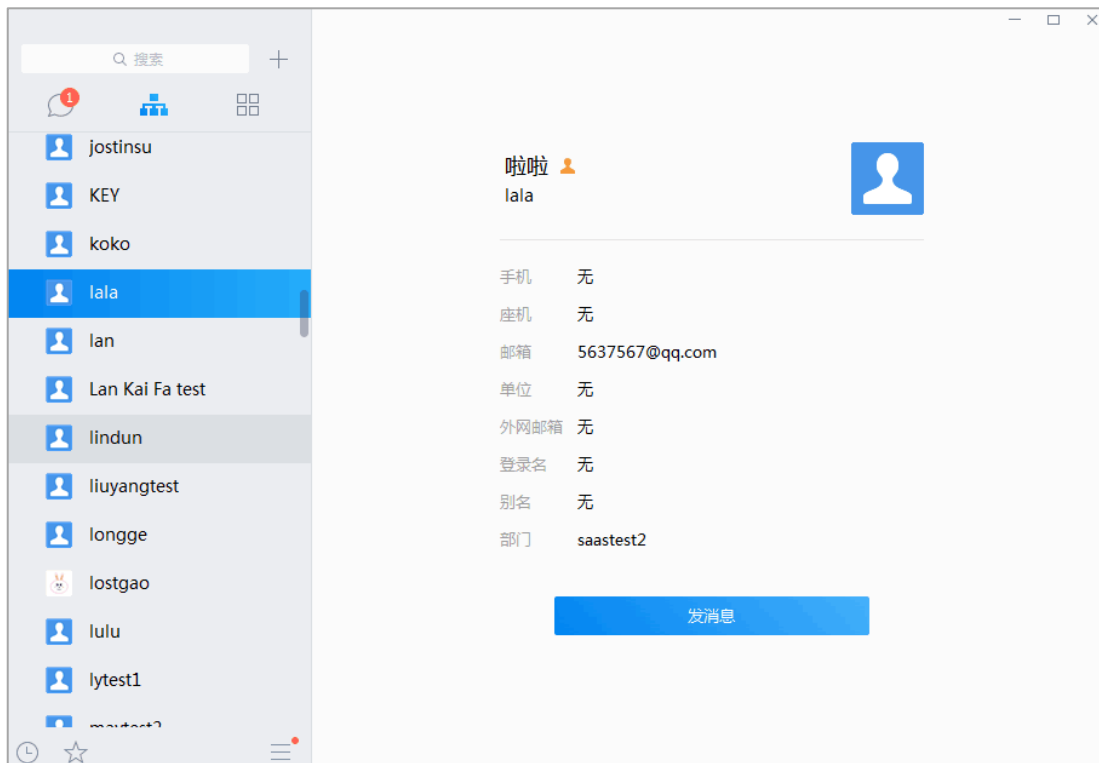 搜索
1
jostinsu
KEY
koko
lala
lan
Lan Kai Fa test
lindun
liuyangtest
longge
lostgao
lulu
lytest1
maytest2
啦啦
lala
手机 无
座机 无
邮箱 5637567@qq.com
单位 无
外网邮箱 无
登录名 无
别名 无
部门 saastest2
发消息